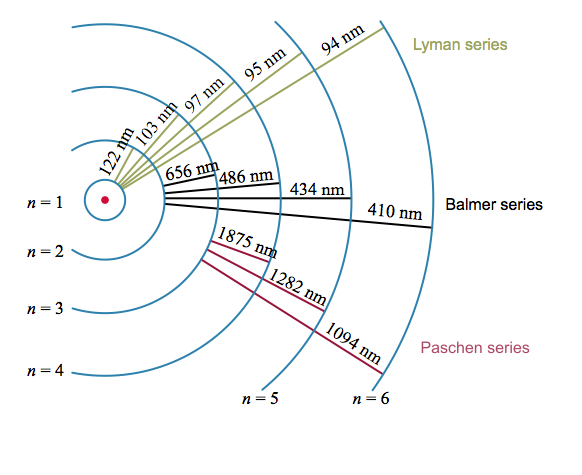 94 nm
Lyman series
95 nm
97 nm
103 nm
122 nm
656 nm
486 nm
434 nm
410 nm
n = 1
Balmer series
1875 nm
n = 2
1282 nm
n = 3
1094 nm
Paschen series
n = 4
n = 5
n = 6